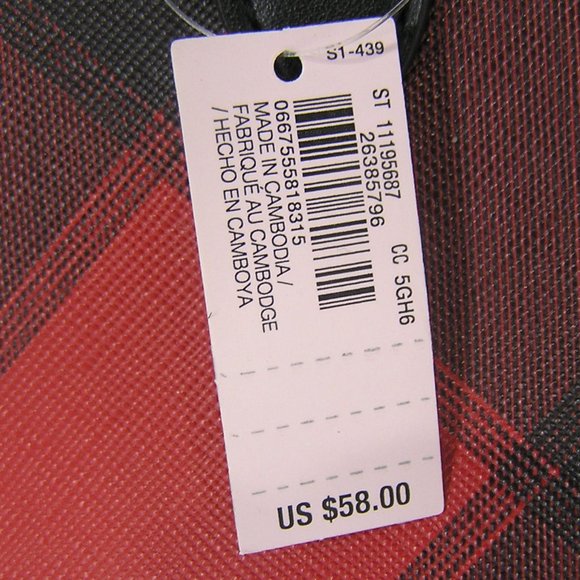 S1-439
ST 11195687 CC 5GH6
26385796
0667555818315
MADE IN CAMBODIA /
FABRIQUÉ AU CAMBODGE
/ HECHO EN CAMBOYA
US $58.00